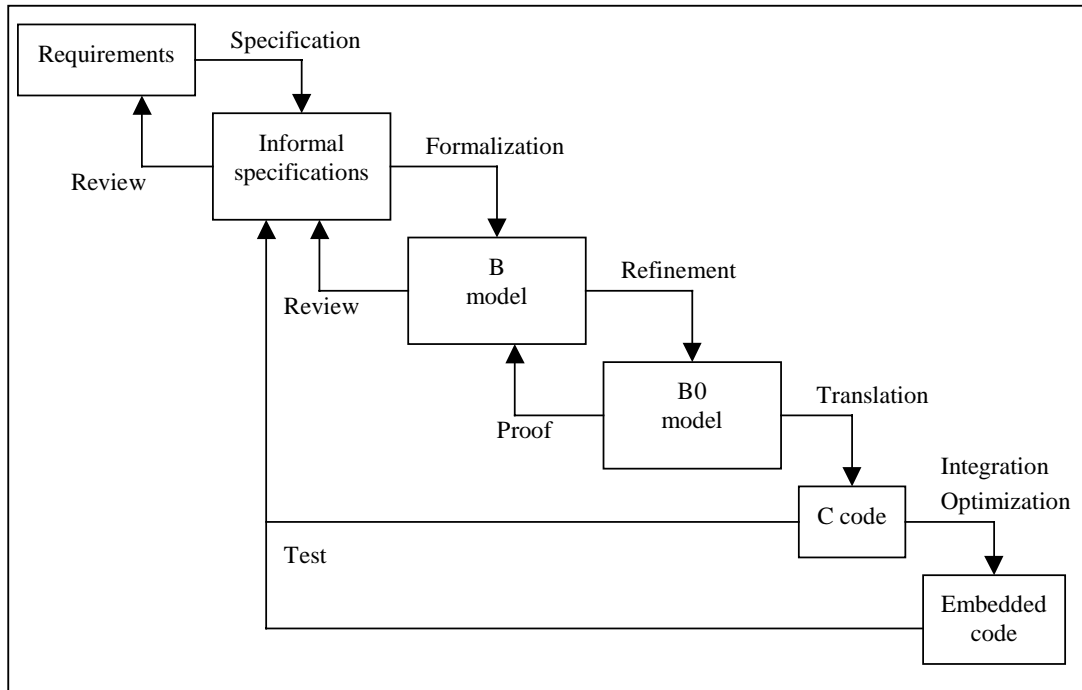 Specification
Requirements
Informal
specifications
Formalization
Review
B
model
Refinement
Review
B0
model
Translation
Proof
Integration
Optimization
C code
Test
Embedded
code